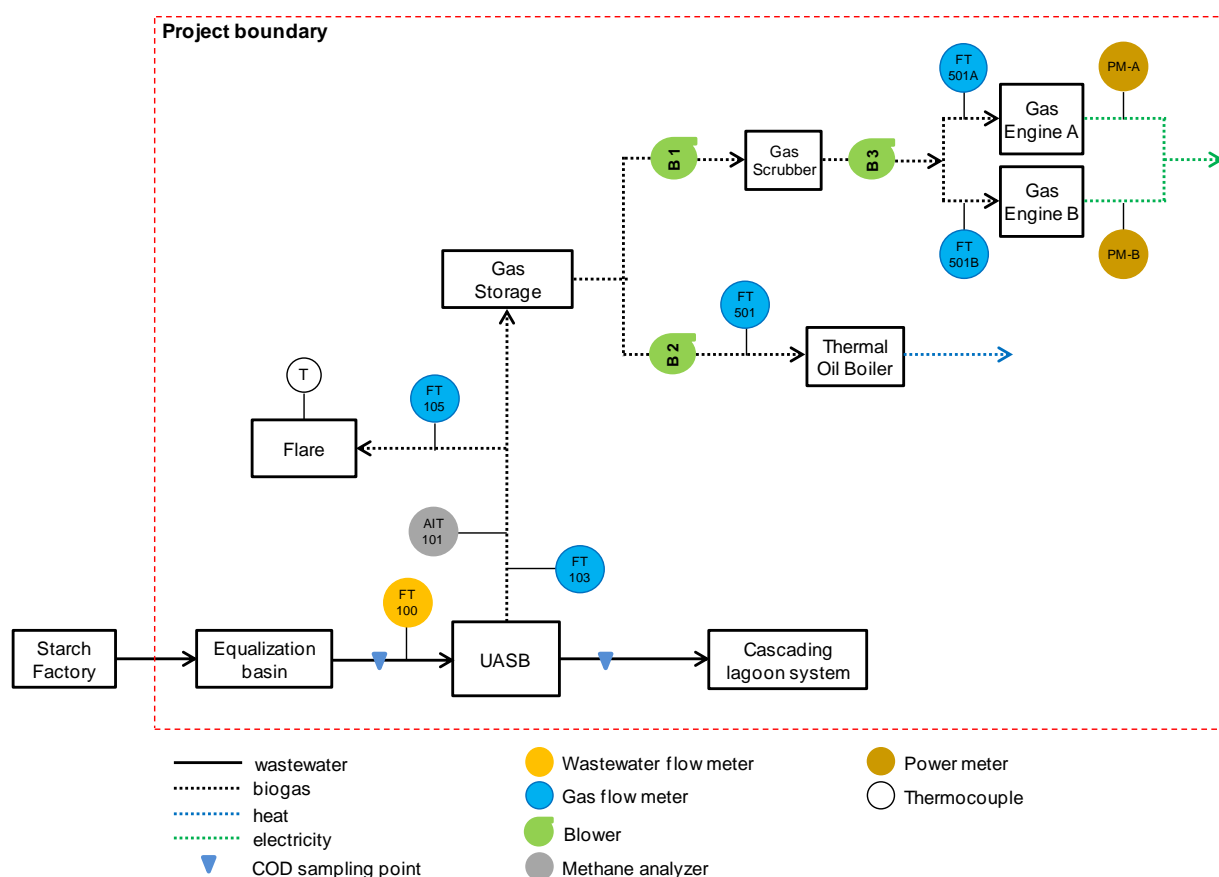 Project boundary
FT
501A
PM-A
Gas
Engine A
B 1
Gas
Scrubber
B 3
Gas
Engine B
FT
501B
PM-B
Gas
Storage
FT
501
B 2
Thermal
Oil Boiler
T
FT
105
Flare
AIT
101
FT
103
FT
100
Starch
Factory
Equalization
basin
UASB
Cascading
lagoon system
wastewater
biogas
heat
electricity
COD sampling point
Wastewater flow meter
Gas flow meter
Blower
Methane analyzer
Power meter
Thermocouple